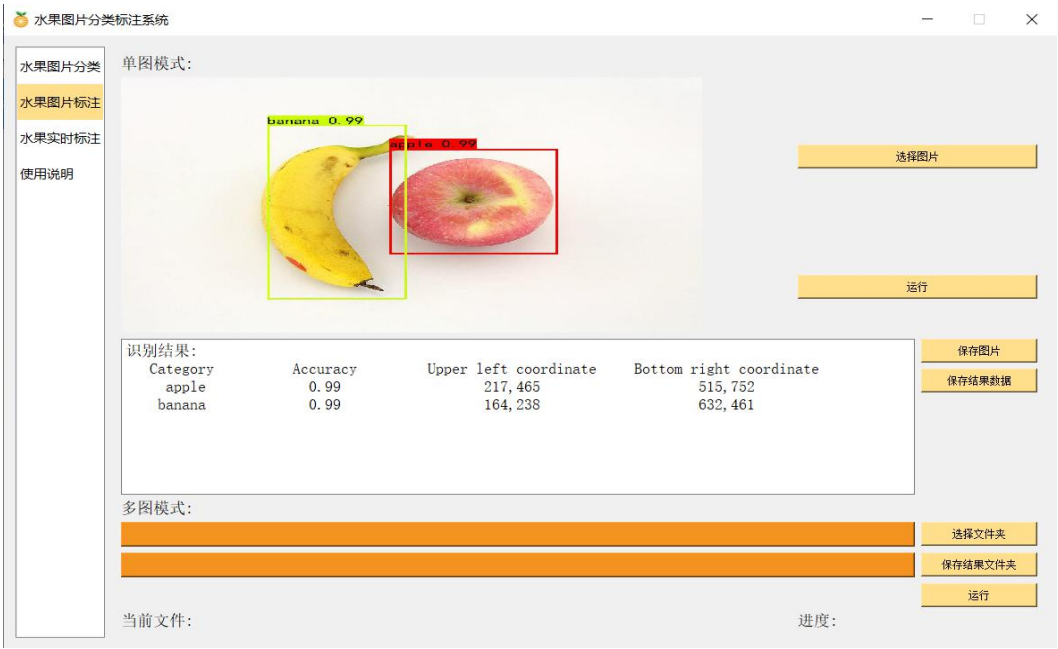 水果图片分类标注系统
水果图片分类
水果图片标注
水果实时标注
使用说明
单图模式:
banana 0.99
apple 0.99
选择图片
运行
识别结果:
Category Accuracy Upper left coordinate Bottom right coordinate
apple 0.99 217,465 515,752
banana 0.99 164,238 632,461
保存图片
保存结果数据
多图模式:
选择文件夹
保存结果文件夹
运行
当前文件:
进度: